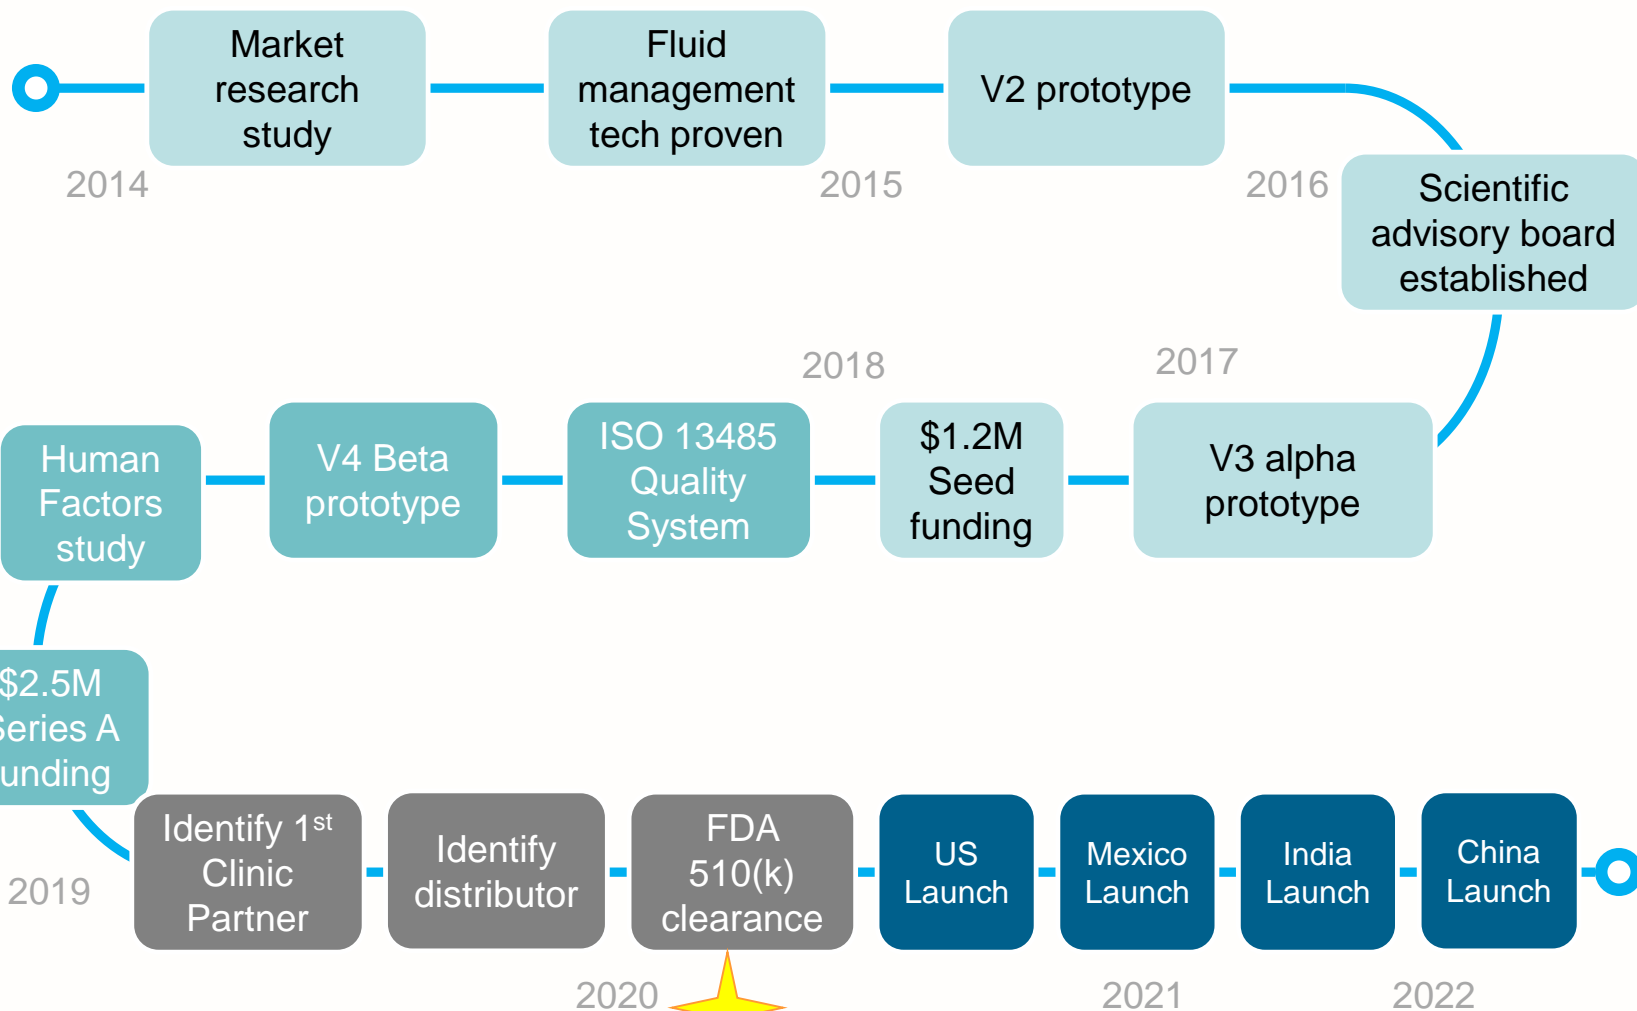 Market
research
study
Fluid
management
tech proven
V2 prototype
2014
2015
2016
Scientific
advisory board
established
2018
2017
Human
Factors
study
V4 Beta
prototype
ISO 13485
Quality
System
$1.2M
Seed
funding
V3 alpha
prototype
$2.5M
Series A
unding
Identify 1st
Clinic
Partner
Identify
distributor
FDA
510(k)
clearance
US
Launch
Mexico
Launch
India
Launch
China
Launch
2019
2020
2021
2022